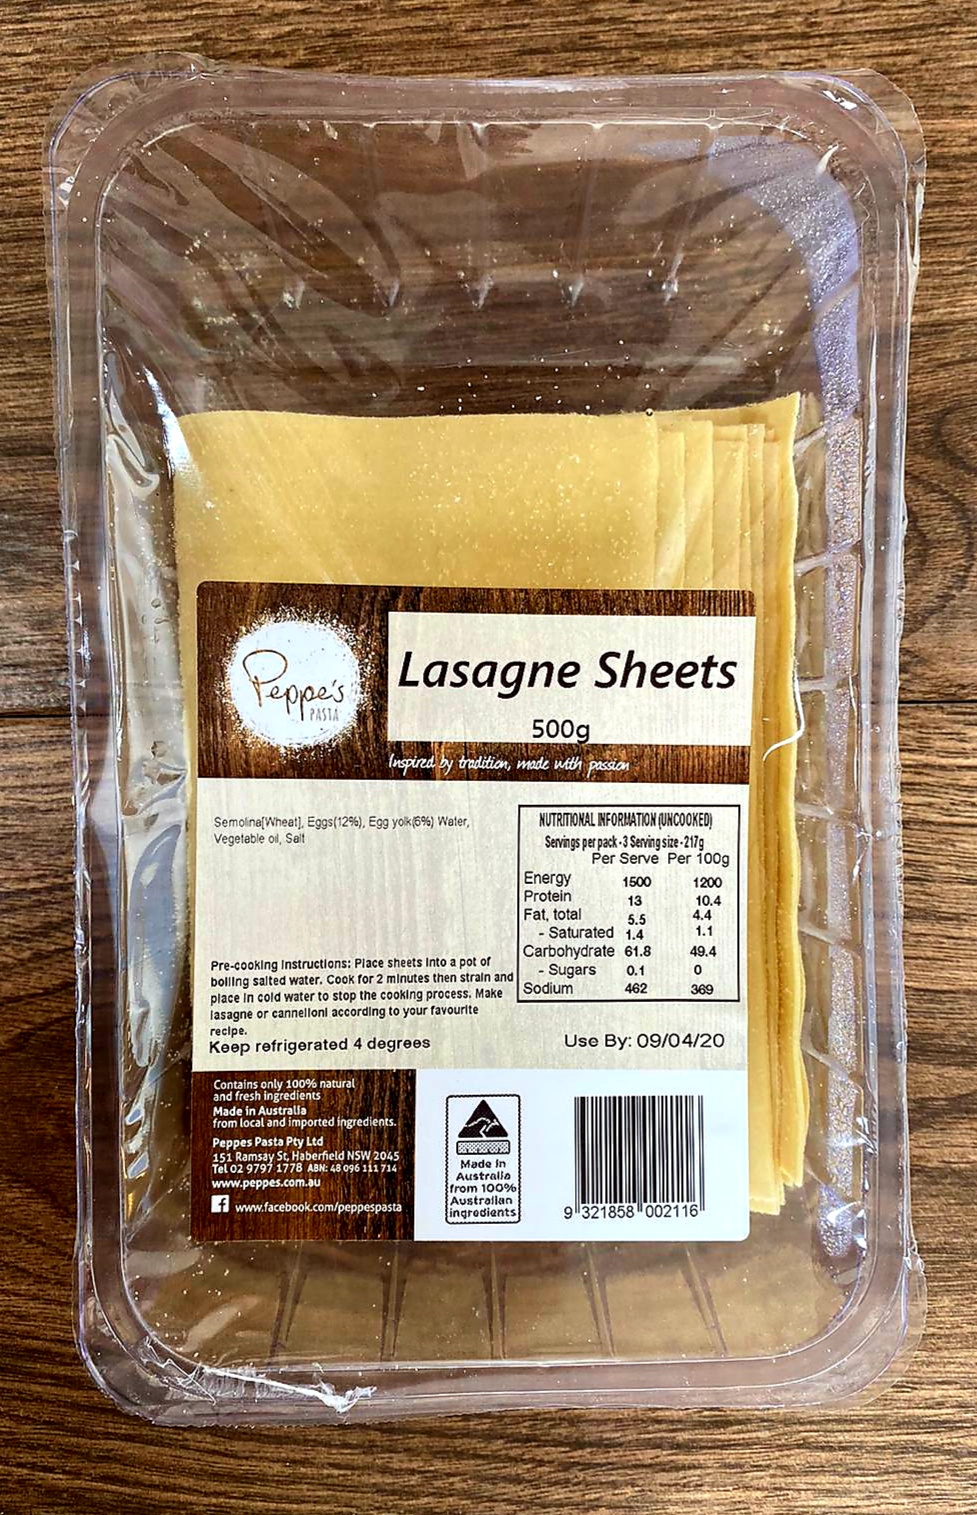 Peppe's
PASTA
Lasagne Sheets
500g
Inspired by tradition, made with passion
Semolina[Wheat], Eggs(12%), Egg yolk(6%) Water,
Vegetable oil, Salt
NUTRITIONAL INFORMATION (UNCOOKED)
Servings per pack - 3 Serving size - 217g
Per Serve Per 100g
Energy 1500 1200
Protein 13 10.4
Fat, total 5.5 4.4
- Saturated 1.4 1.1
Carbohydrate 61.8 49.4
- Sugars 0.1 0
Sodium 462 369
Pre-cooking Instructions: Place sheets into a pot of
boiling salted water. Cook for 2 minutes then strain and
place in cold water to stop the cooking process. Make
lasagne or cannelloni according to your favourite
recipe.
Keep refrigerated 4 degrees
Use By: 09/04/20
Contains only 100% natural
and fresh ingredients
Made in Australia
from local and imported ingredients.
Peppes Pasta Pty Ltd
151 Ramsay St, Haberfield NSW 2045
Tel 02 9797 1778 ABN: 48 096 111 714
www.peppes.com.au
f www.facebook.com/peppespasta
Made in
Australia
from 100%
Australian
ingredients
9 321858 002116